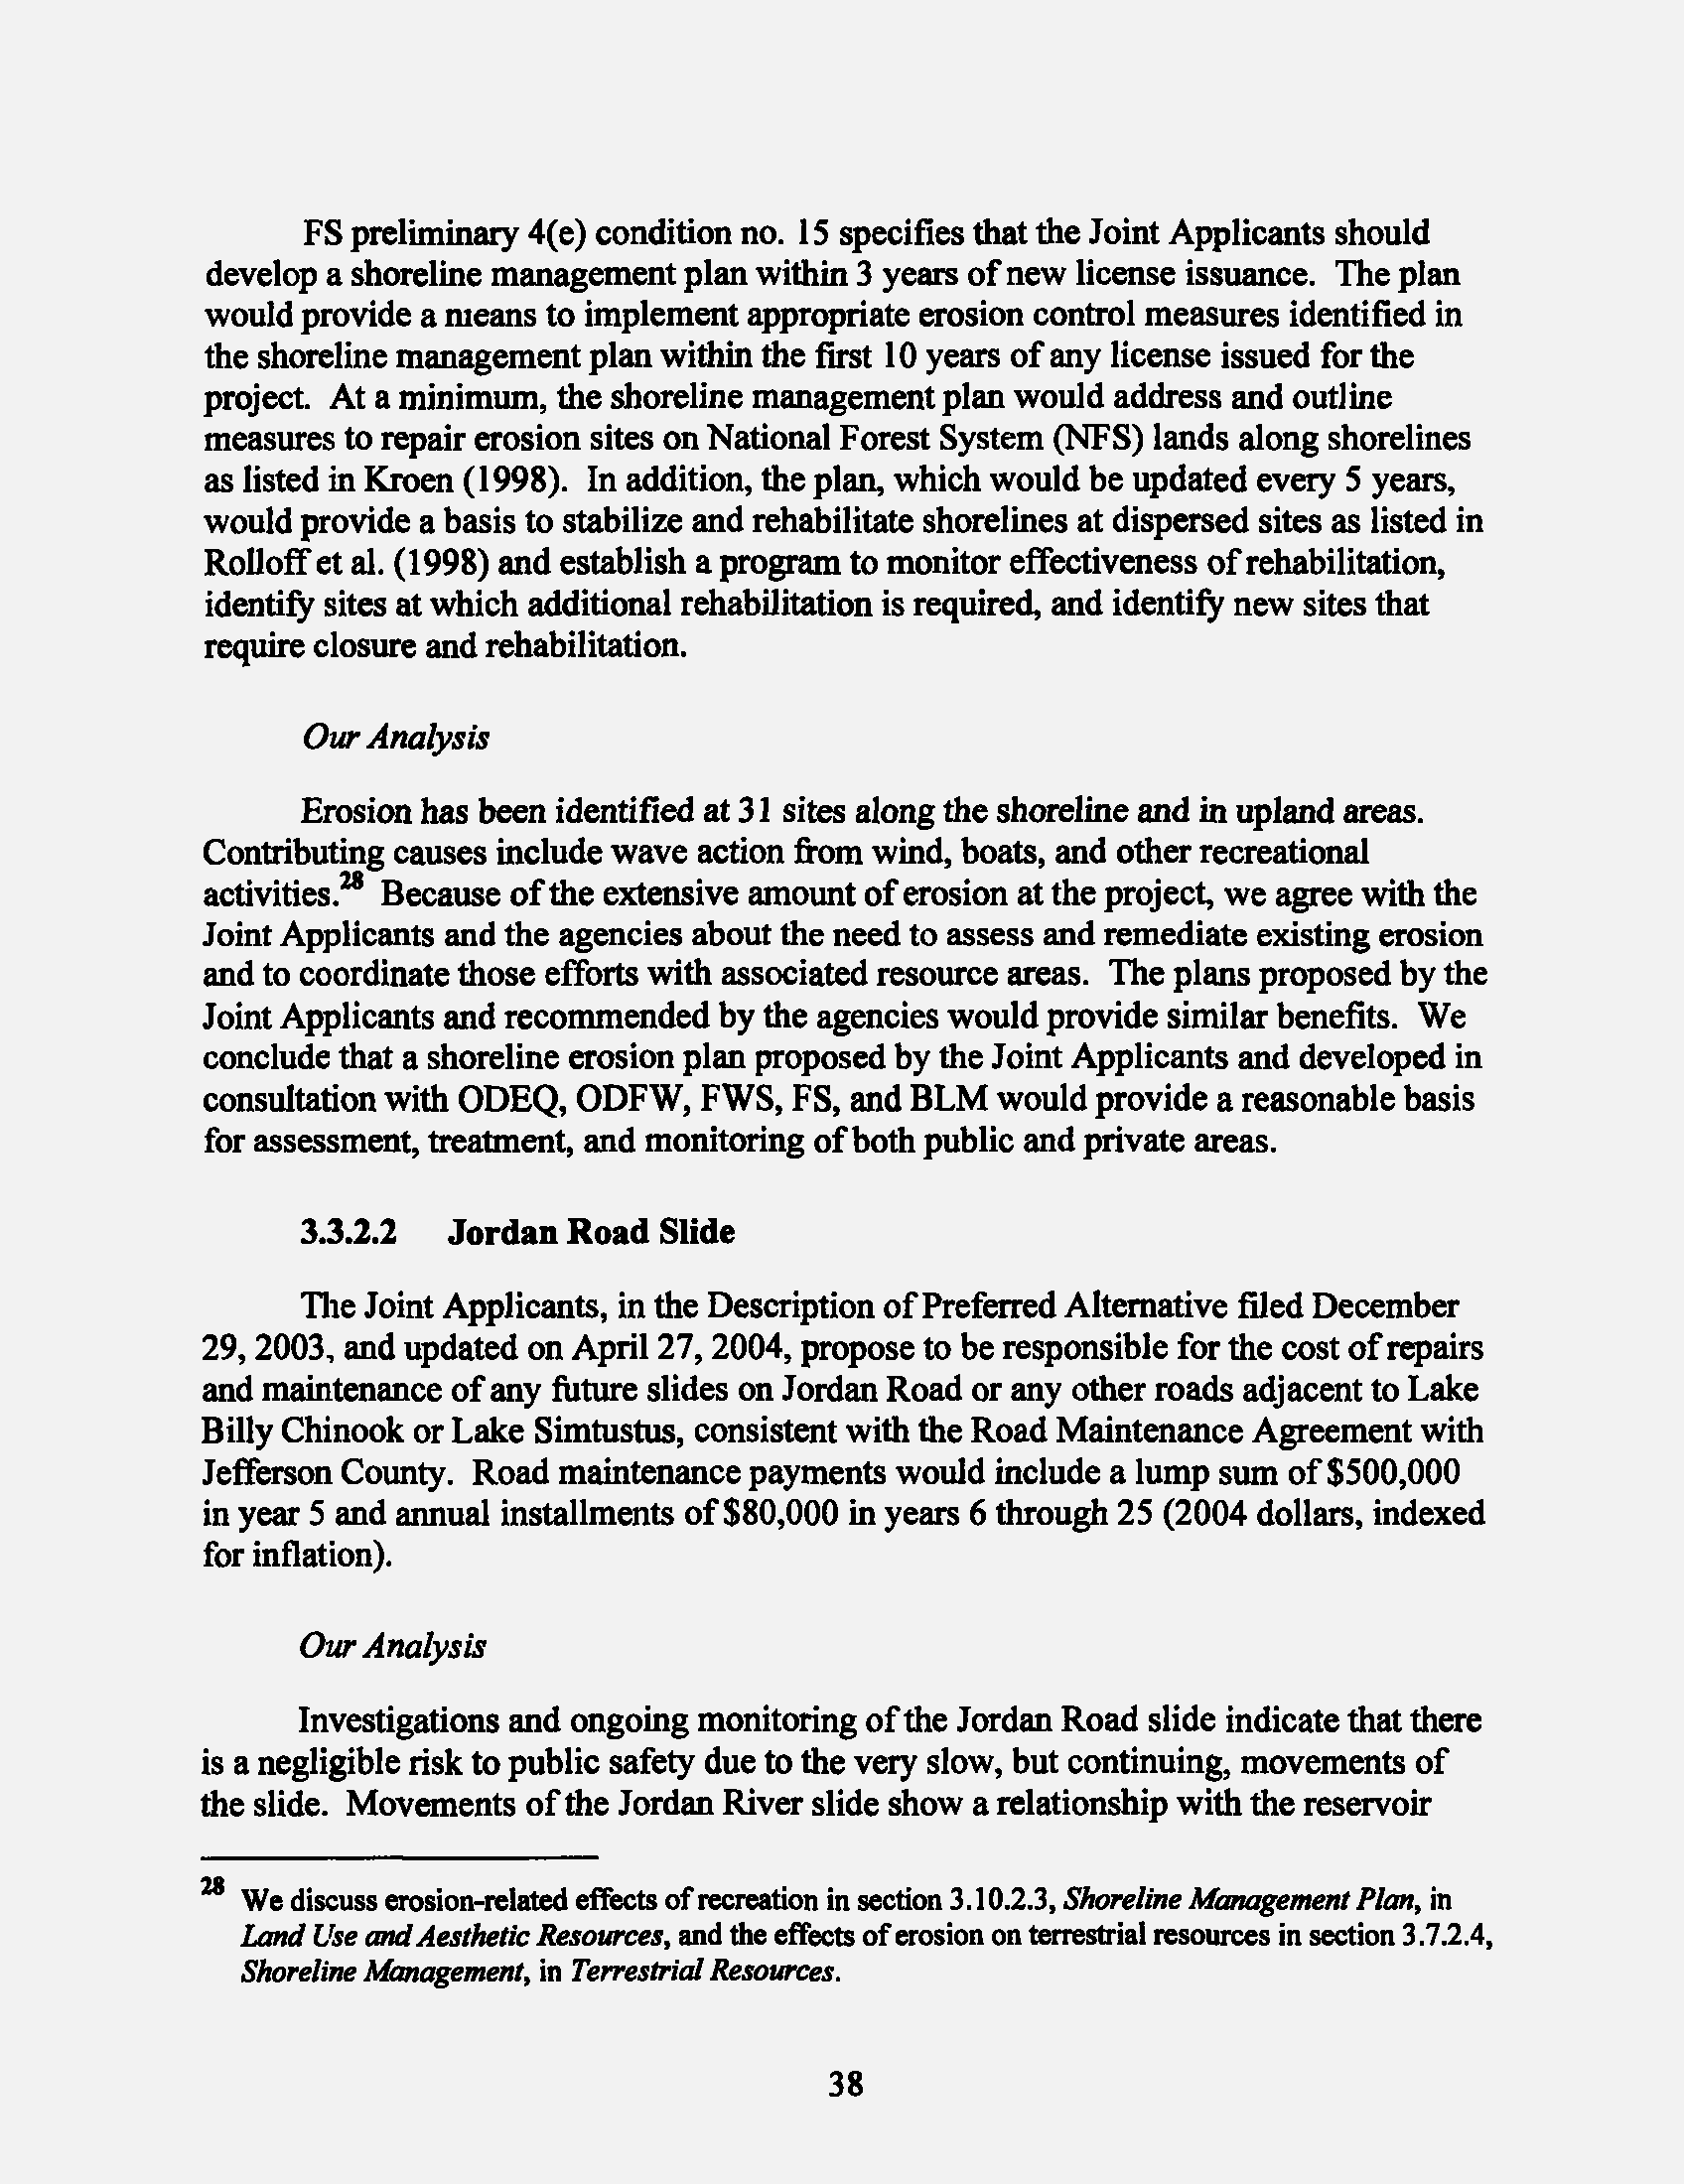 FS preliminary 4(e) condition no. 15 specifies that the Joint Applicants should
develop a shoreline management plan within 3 years of new license issuance. The plan
would provide a means to implement appropriate erosion control measures identified in
the shoreline management plan within the first 10 years of any license issued for the
project. At a minimum, the shoreline management plan would address and outline
measures to repair erosion sites on National Forest System (NFS) lands along shorelines
as listed in Kroen (1998). In addition, the plan, which would be updated every 5 years,
would provide a basis to stabilize and rehabilitate shorelines at dispersed sites as listed in
Rolloff et al. (1998) and establish a program to monitor effectiveness of rehabilitation,
identify sites at which additional rehabilitation is required, and identify new sites that
require closure and rehabilitation.
Our Analysis
Erosion has been identified at 31 sites along the shoreline and in upland areas.
Contributing causes include wave action from wind, boats, and other recreational
activities.28 Because of the extensive amount of erosion at the project, we agree with the
Joint Applicants and the agencies about the need to assess and remediate existing erosion
and to coordinate those efforts with associated resource areas. The plans proposed by the
Joint Applicants and recommended by the agencies would provide similar benefits. We
conclude that a shoreline erosion plan proposed by the Joint Applicants and developed in
consultation with ODEQ, ODFW, FWS, FS, and BLM would provide a reasonable basis
for assessment, treatment, and monitoring of both public and private areas.
3.3.2.2 Jordan Road Slide
The Joint Applicants, in the Description of Preferred Alternative filed December
29, 2003, and updated on April 27, 2004, propose to be responsible for the cost of repairs
and maintenance of any future slides on Jordan Road or any other roads adjacent to Lake
Billy Chinook or Lake Simtustus, consistent with the Road Maintenance Agreement with
Jefferson County. Road maintenance payments would include a lump sum of $500,000
in year 5 and annual installments of $80,000 in years 6 through 25 (2004 dollars, indexed
for inflation).
Our Analysis
Investigations and ongoing monitoring of the Jordan Road slide indicate that there
is a negligible risk to public safety due to the very slow, but continuing, movements of
the slide. Movements of the Jordan River slide show a relationship with the reservoir
28 We discuss erosion-related effects of recreation in section 3.10.2.3, Shoreline Management Plan, in
Land Use and Aesthetic Resources, and the effects of erosion on terrestrial resources in section 3.7.2.4,
Shoreline Management, in Terrestrial Resources.
38